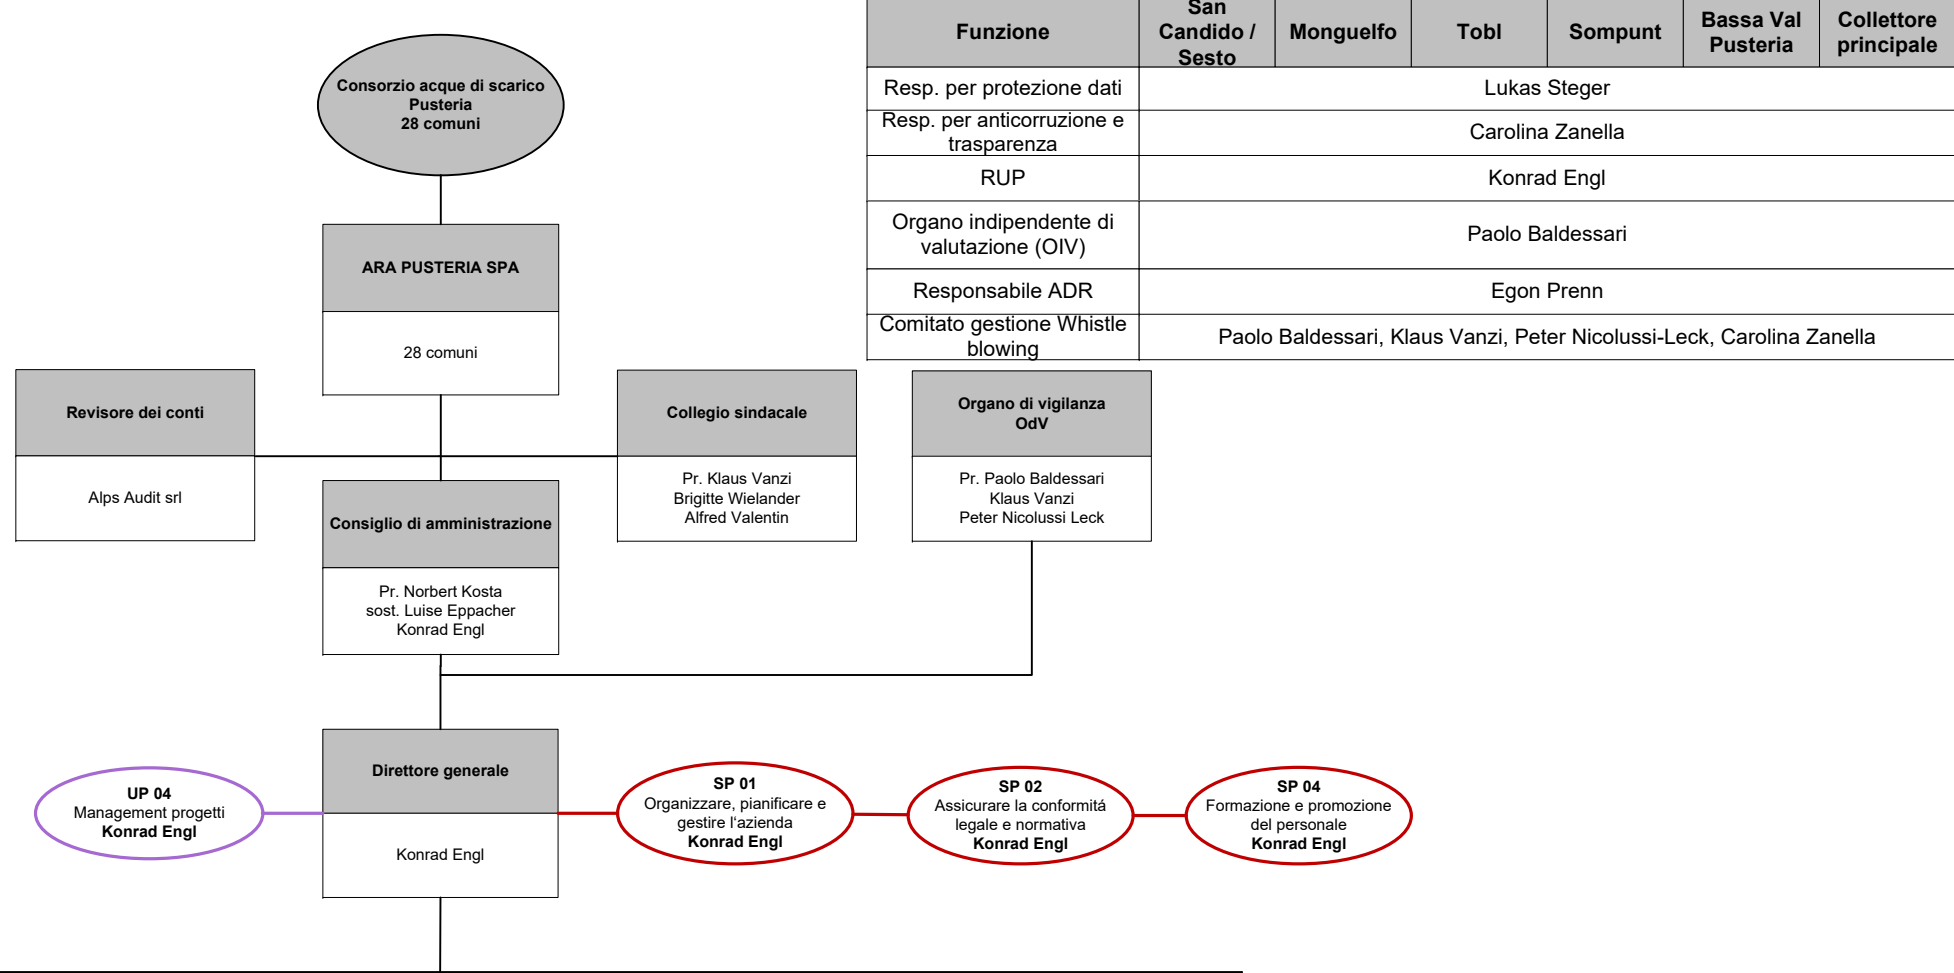 Funzione
San
Candido /
Sesto
Monguelfo
Tobl
Sompunt
Bassa Val
Pusteria
Collettore
principale
Resp. per protezione dati
Lukas Steger
Resp. per anticorruzione e
trasparenza
Carolina Zanella
RUP
Konrad Engl
Organo indipendente di
valutazione (OIV)
Paolo Baldessari
Responsabile ADR
Egon Prenn
Comitato gestione Whistle
blowing
Paolo Baldessari, Klaus Vanzi, Peter Nicolussi-Leck, Carolina Zanella
Consorzio acque di scarico
Pusteria
28 comuni
ARA PUSTERIA SPA
28 comuni
Revisore dei conti
Alps Audit srl
Collegio sindacale
Pr. Klaus Vanzi
Brigitte Wielander
Alfred Valentin
Organo di vigilanza
OdV
Pr. Paolo Baldessari
Klaus Vanzi
Peter Nicolussi Leck
Consiglio di amministrazione
Pr. Norbert Kosta
sost. Luise Eppacher
Konrad Engl
UP 04
Management progetti
Konrad Engl
Direttore generale
Konrad Engl
SP 01
Organizzare, pianificare e
gestire l‘azienda
Konrad Engl
SP 02
Assicurare la conformitá
legale e normativa
Konrad Engl
SP 04
Formazione e promozione
del personale
Konrad Engl